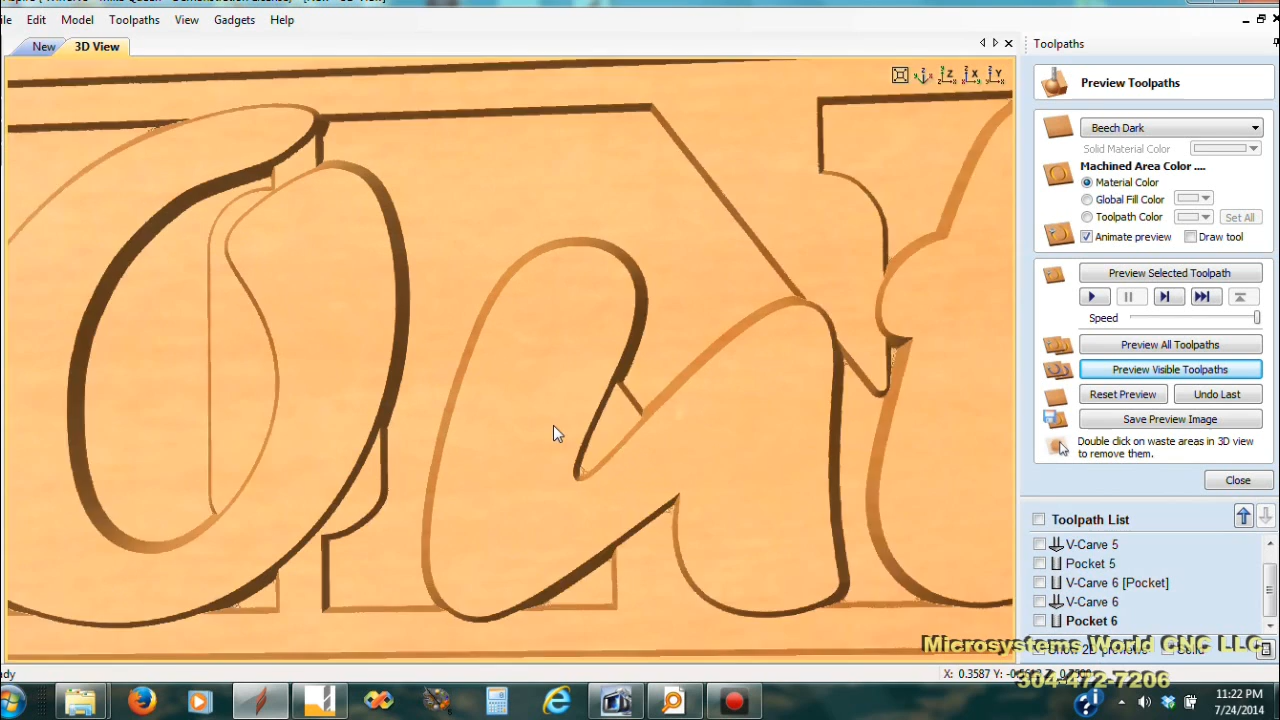 Edit Model Toolpaths View Gadgets Help
New 3D View
Toolpaths
Preview Toolpaths
Beech Dark
Solid Material Color
Machined Area Color ....
Material Color
Global Fill Color
Toolpath Color Set All
Animate preview Draw tool
Preview Selected Toolpath
Speed
Preview All Toolpaths
Preview Visible Toolpaths
Reset Preview Undo Last
Save Preview Image
Double click on waste areas in 3D view
to remove them.
Close
Toolpath List
V-Carve 5
Pocket 5
V-Carve 6 [Pocket]
V-Carve 6
Pocket 6
Microsystems World CNC LLC
X: 0.3587 Y:
304-472-7206
11:22 PM
7/24/2014